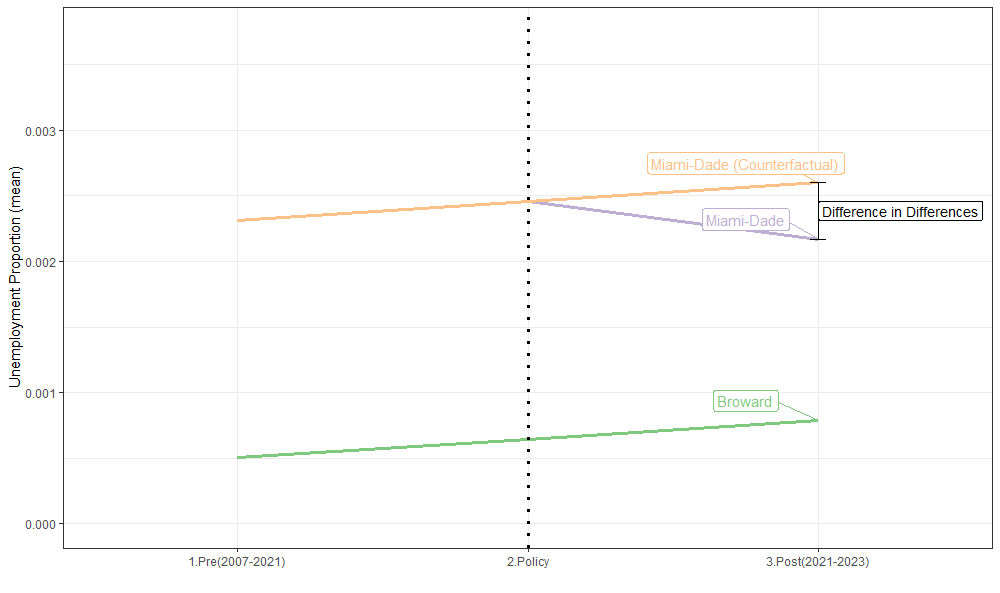 Unemployment Proportion (mean)
0.003
0.002
0.001
0.000
Miami-Dade (Counterfactual)
Difference in Differences
Miami-Dade
Broward
1.Pre(2007-2021)
2.Policy
3.Post(2021-2023)